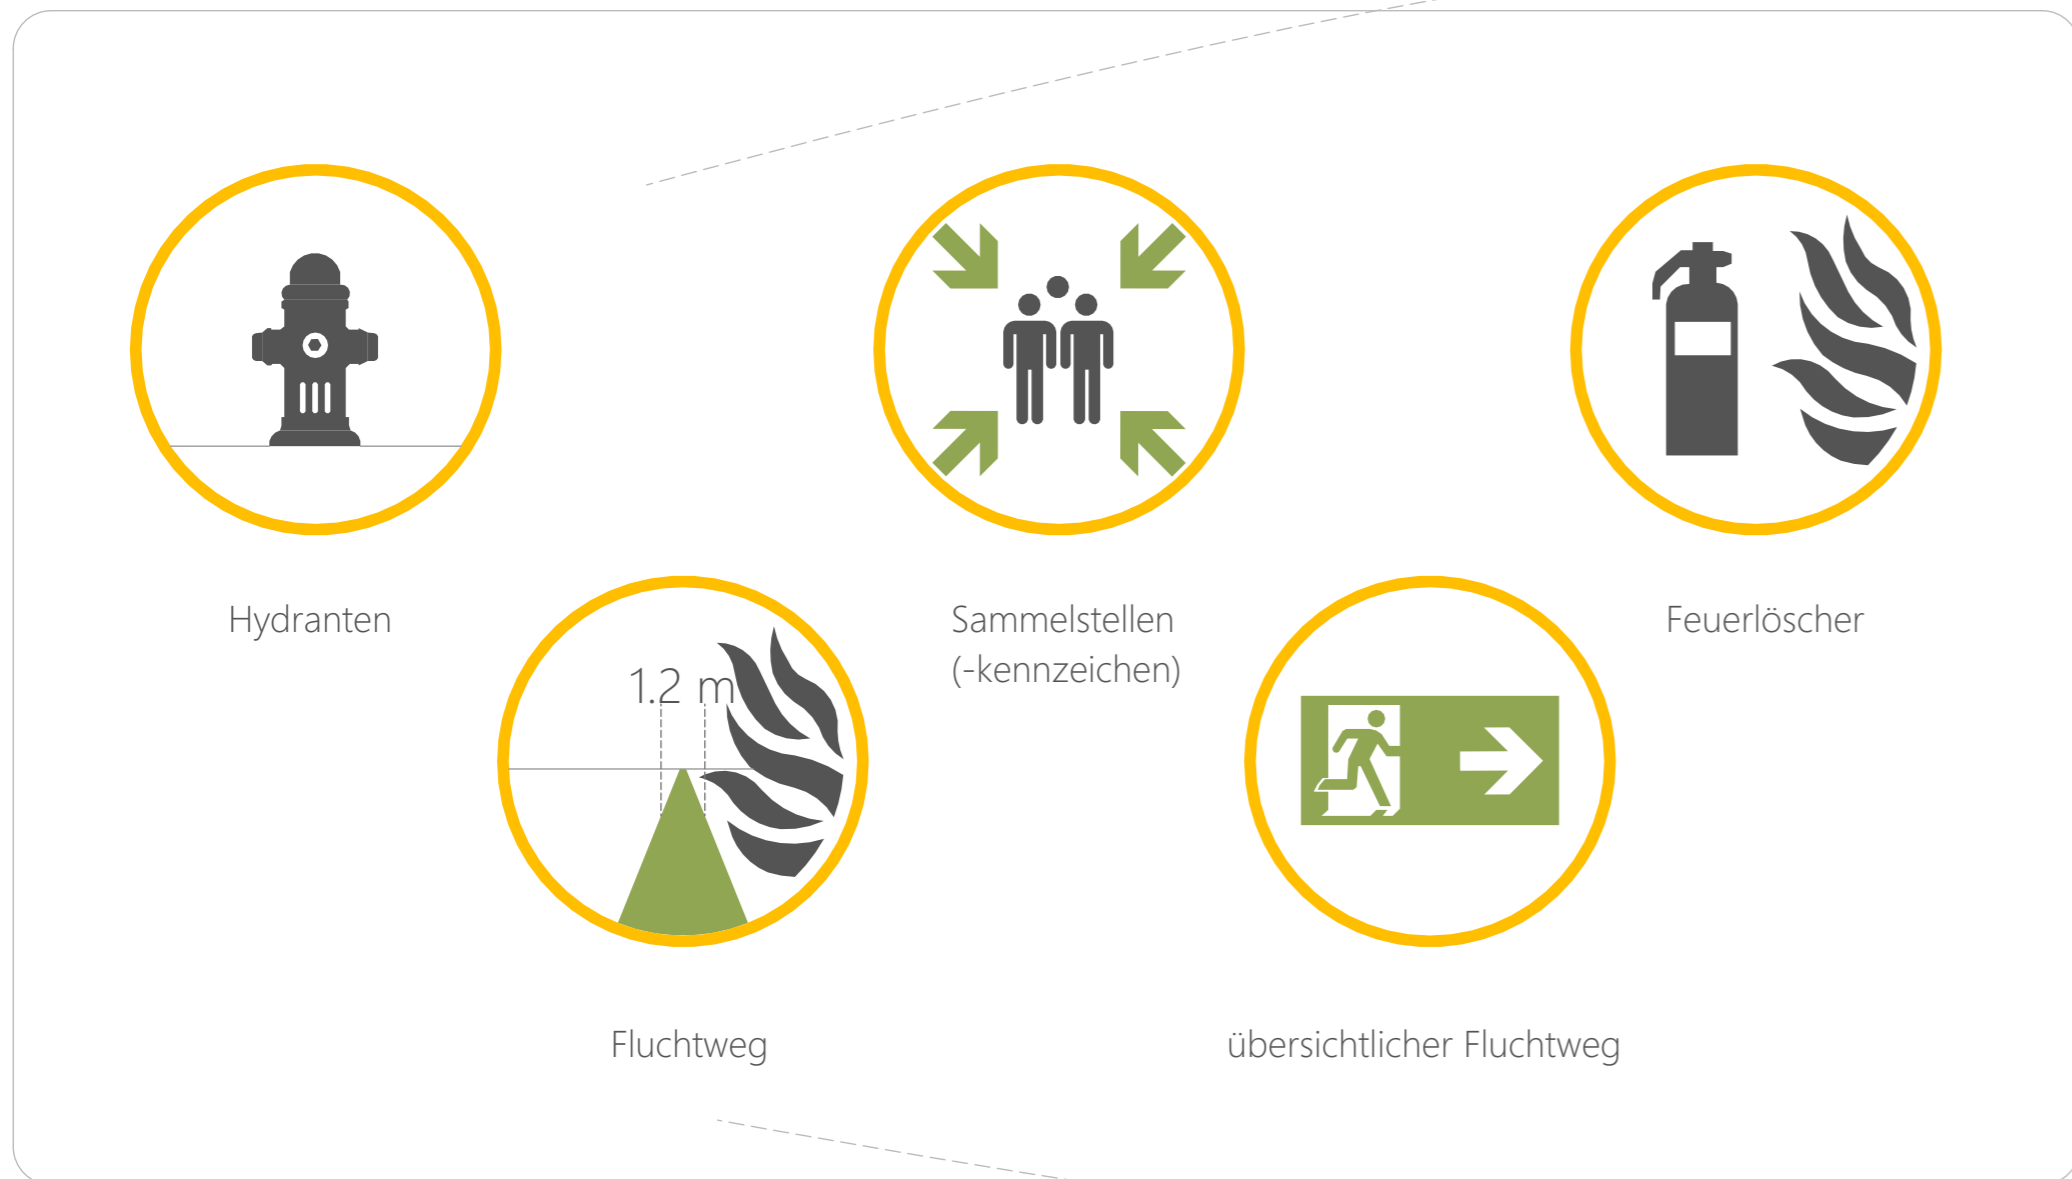 Hydranten
Sammelstellen
(-kennzeichen)
Feuerlöscher
1.2 m
Fluchtweg
übersichtlicher Fluchtweg